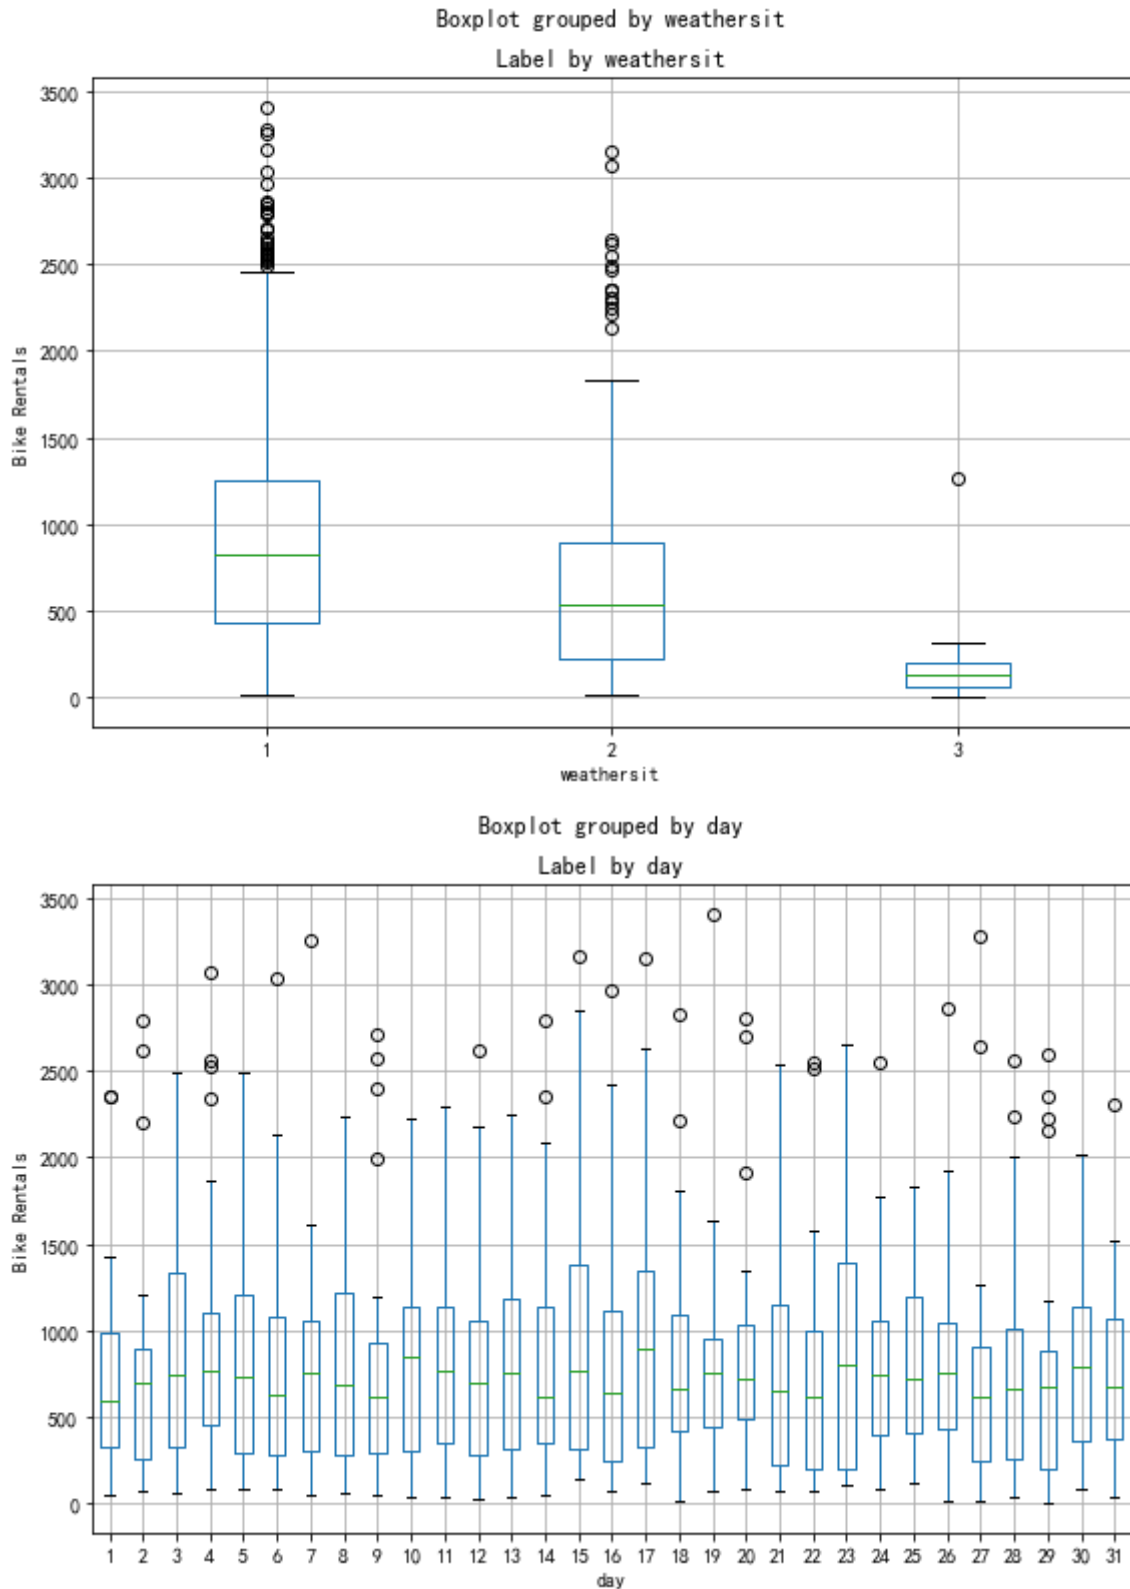 Boxplot grouped by weathersit
Label by weathersit
3500
3000
2500
2000
1500
1000
500
0
Bike Rentals
1 2 3
weathersit
Boxplot grouped by day
Label by day
3500
3000
2500
2000
1500
1000
500
0
Bike Rentals
1 2 3 4 5 6 7 8 9 10 11 12 13 14 15 16 17 18 19 20 21 22 23 24 25 26 27 28 29 30 31
day